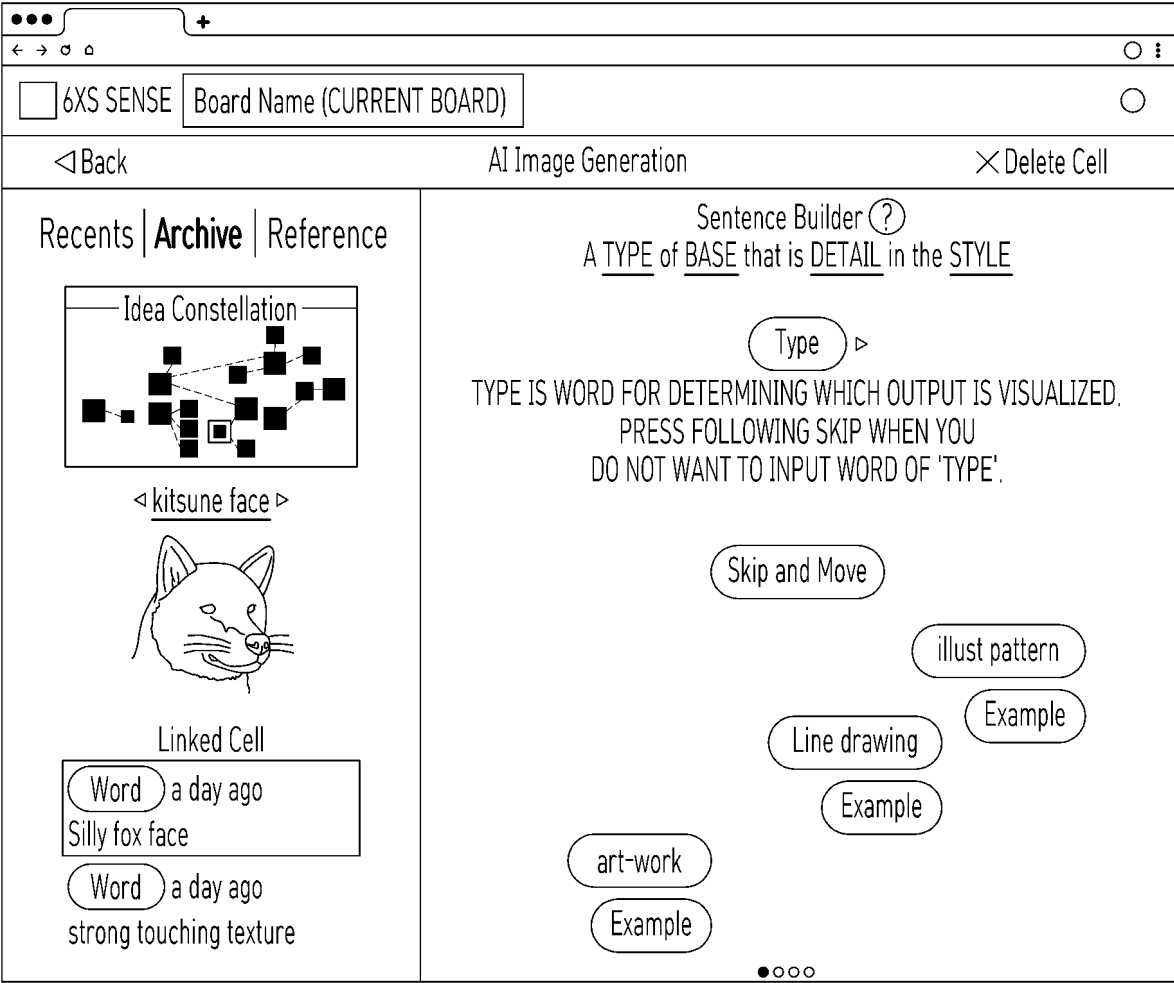 6XS SENSE Board Name (CURRENT BOARD)
Back
AI Image Generation
Delete Cell
Recents Archive Reference
Idea Constellation
kitsune face
Linked Cell
Word a day ago
Silly fox face
Word a day ago
strong touching texture
Sentence Builder ?
A TYPE of BASE that is DETAIL in the STYLE
Type
TYPE IS WORD FOR DETERMINING WHICH OUTPUT IS VISUALIZED.
PRESS FOLLOWING SKIP WHEN YOU
DO NOT WANT TO INPUT WORD OF 'TYPE'.
Skip and Move
illust pattern
Example
Line drawing
Example
art-work
Example